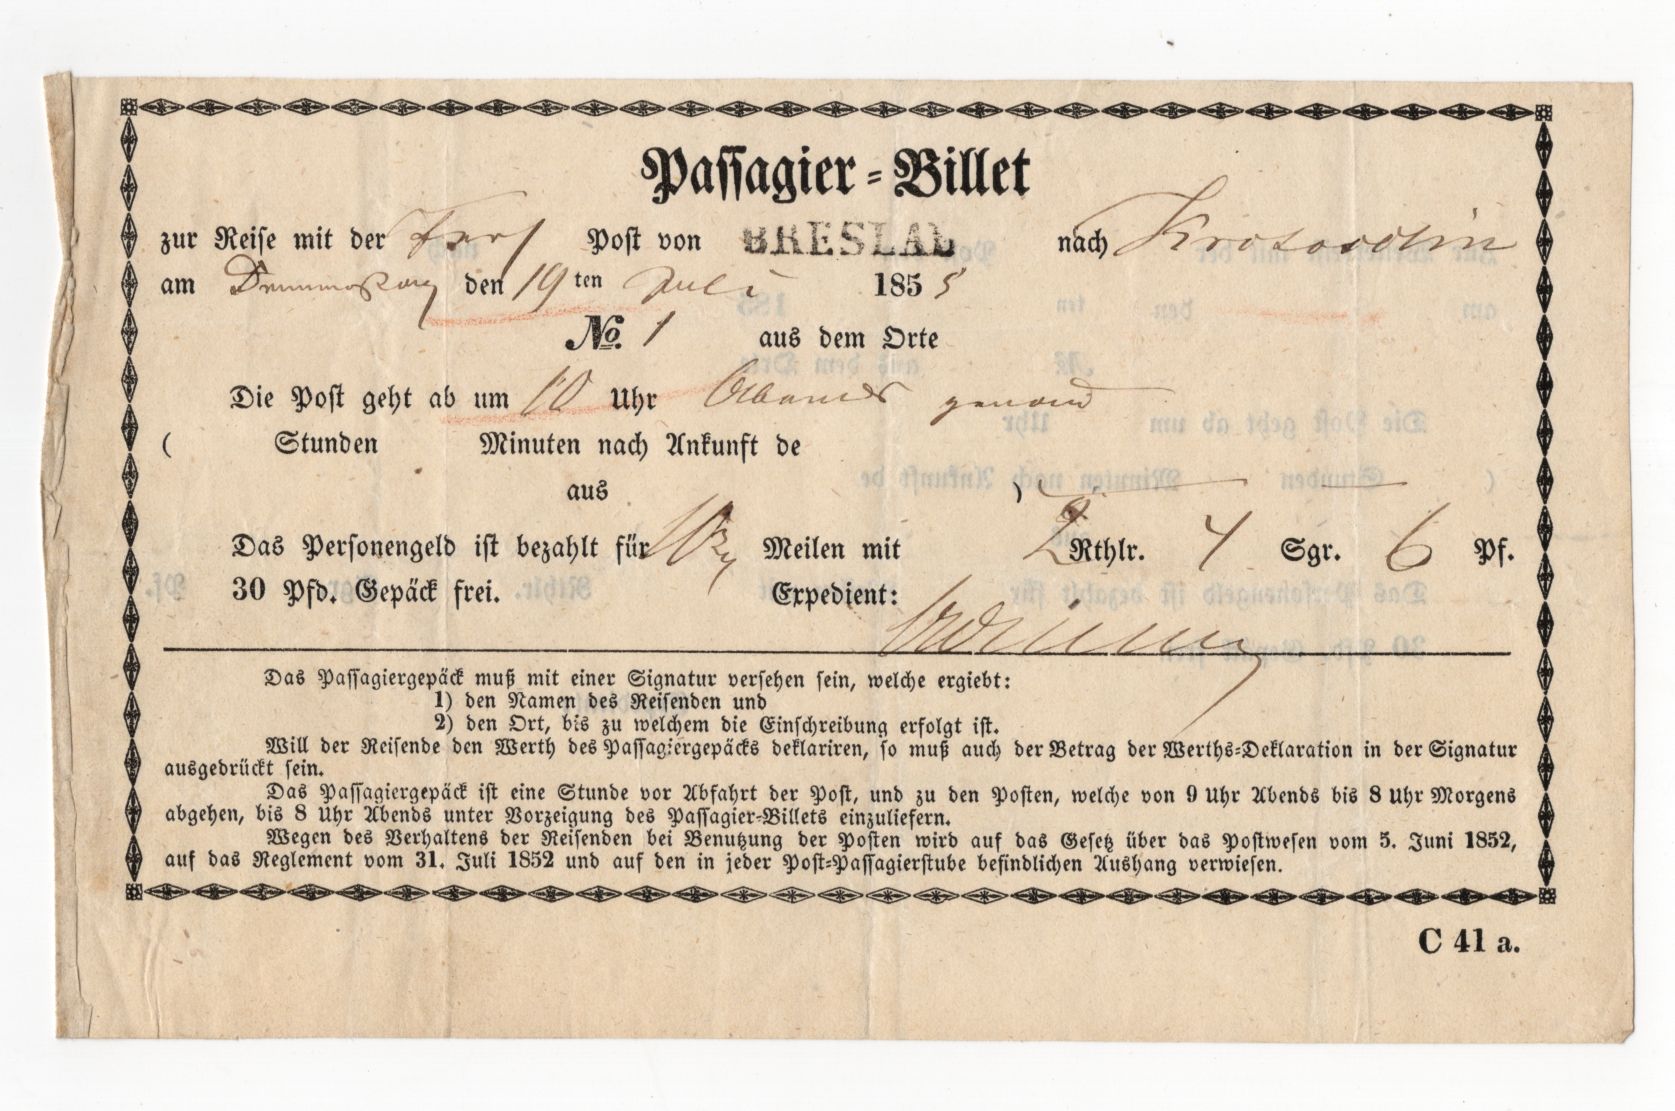 Passagier-Billet
zur Reise mit der Pers Post von BRESLAU nach Krotoschin
am Donnerstag den 19ten Juli 1855
No. 1 aus dem Orte
Die Post geht ab um 10 Uhr Abends
( Stunden Minuten nach Ankunft de
aus )
Das Personengeld ist bezahlt für Meilen mit 2 Rthlr. 4 Sgr. 6 Pf.
30 Pfd. Gepäck frei. Expedient:
Das Passagiergepäck muß mit einer Signatur versehen sein, welche ergiebt:
1) den Namen des Reisenden und
2) den Ort, bis zu welchem die Einschreibung erfolgt ist.
Will der Reisende den Werth des Passagiergepäcks deklariren, so muß auch der Betrag der Werths-Deklaration in der Signatur
ausgedrückt sein.
Das Passagiergepäck ist eine Stunde vor Abfahrt der Post, und zu den Posten, welche von 9 Uhr Abends bis 8 Uhr Morgens
abgehen, bis 8 Uhr Abends unter Vorzeigung des Passagier-Billets einzuliefern.
Wegen des Verhaltens der Reisenden bei Benutzung der Posten wird auf das Gesetz über das Postwesen vom 5. Juni 1852,
auf das Reglement vom 31. Juli 1852 und auf den in jeder Post-Passagierstube befindlichen Aushang verwiesen.
C 41 a.